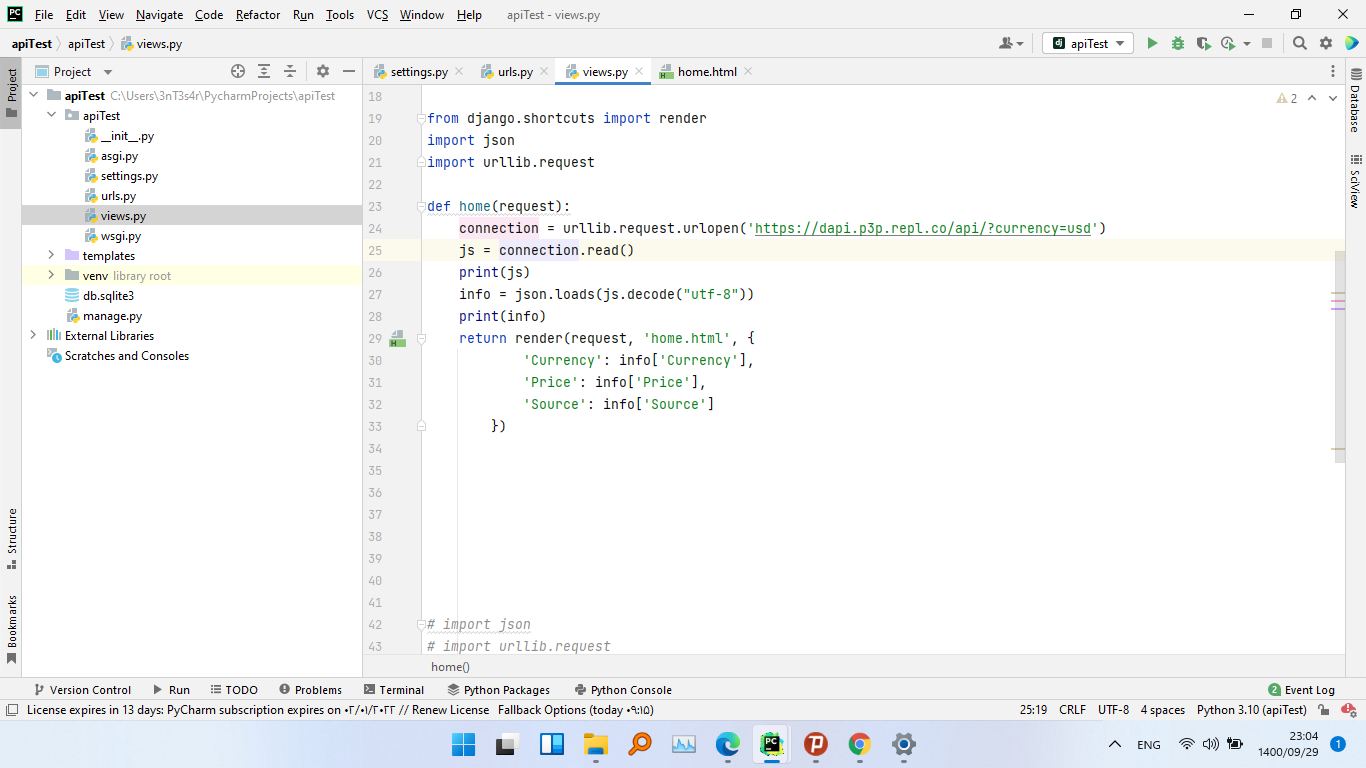 File Edit View Navigate Code Refactor Run Tools VCS Window Help apiTest - views.py
apiTest apiTest views.py
apiTest
Project
settings.py urls.py views.py home.html
Project
Database
SciView
Structure
Bookmarks
apiTest C:\Users\3nT3s4r\PycharmProjects\apiTest
apiTest
__init__.py
asgi.py
settings.py
urls.py
views.py
wsgi.py
templates
venv library root
db.sqlite3
manage.py
External Libraries
Scratches and Consoles
2
18
19 from django.shortcuts import render
20 import json
21 import urllib.request
22
23 def home(request):
24 connection = urllib.request.urlopen('https://dapi.p3p.repl.co/api/?currency=usd')
25 js = connection.read()
26 print(js)
27 info = json.loads(js.decode("utf-8"))
28 print(info)
29 return render(request, 'home.html', {
30 'Currency': info['Currency'],
31 'Price': info['Price'],
32 'Source': info['Source']
33 })
34
35
36
37
38
39
40
41
42 # import json
43 # import urllib.request
home()
Version Control Run TODO Problems Terminal Python Packages Python Console 2 Event Log
License expires in 13 days: PyCharm subscription expires on ۰۲/۰۱/۲۰۲۲ // Renew License Fallback Options (today ۰۹:۱۵) 25:19 CRLF UTF-8 4 spaces Python 3.10 (apiTest)
ENG
23:04
1400/09/29
1